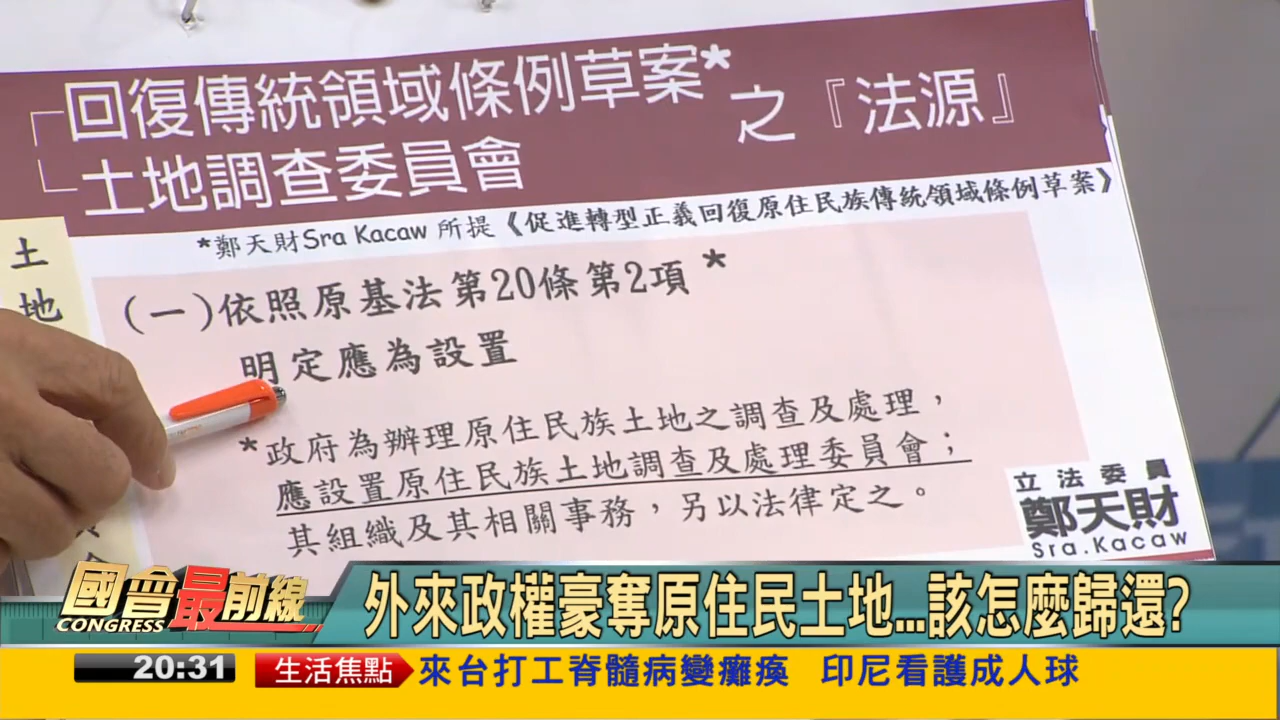 回復傳統領域條例草案*
土地調查委員會
之『法源』
*鄭天財Sra Kacaw 所提《促進轉型正義回復原住民族傳統領域條例草案》
土地
(一)依照原基法第20條第2項*
明定應為設置
*政府為辦理原住民族土地之調查及處理，
應設置原住民族土地調查及處理委員會；
其組織及其相關事務，另以法律定之。
立法委員
鄭天財
Sra.Kacaw
國會最前線
CONGRESS
外來政權豪奪原住民土地...該怎麼歸還?
20:31
生活焦點
來台打工脊髓病變癱瘓 印尼看護成人球